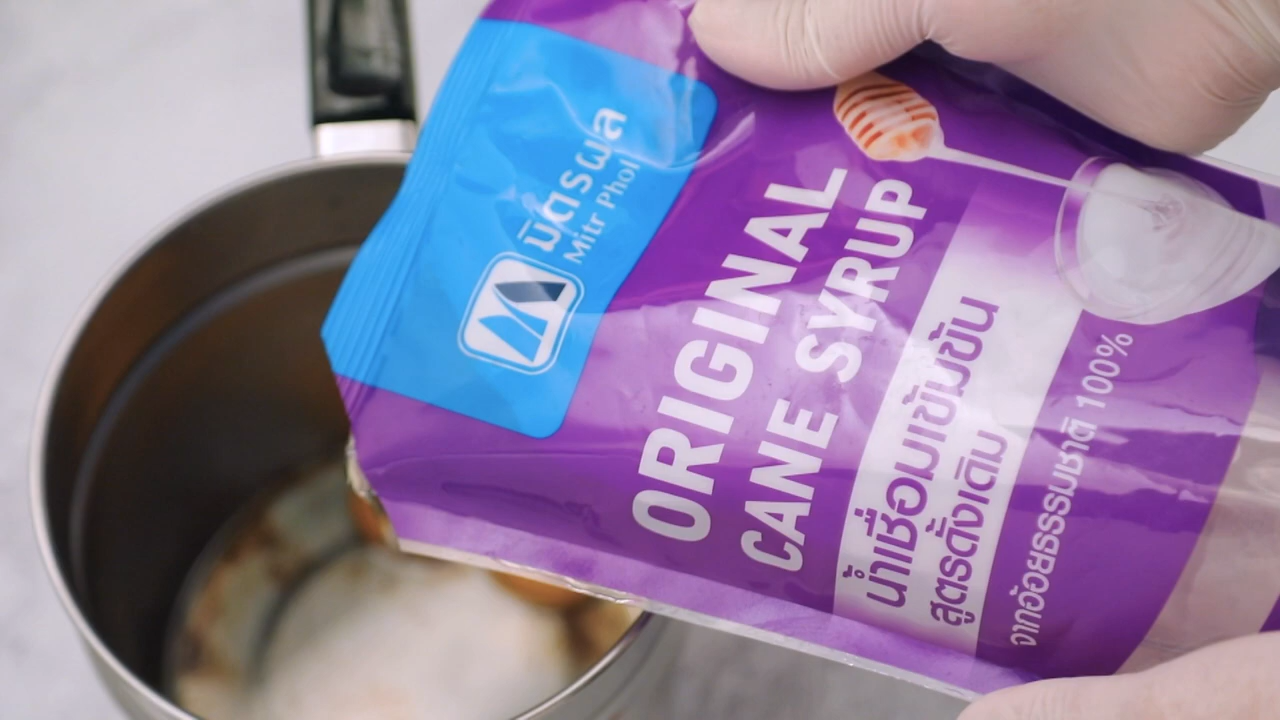 มิตรผล
Mitr Phol
ORIGINAL
CANE SYRUP
น้ำเชื่อมเข้มข้น
สูตรดั้งเดิม
จากอ้อยธรรมชาติ 100%